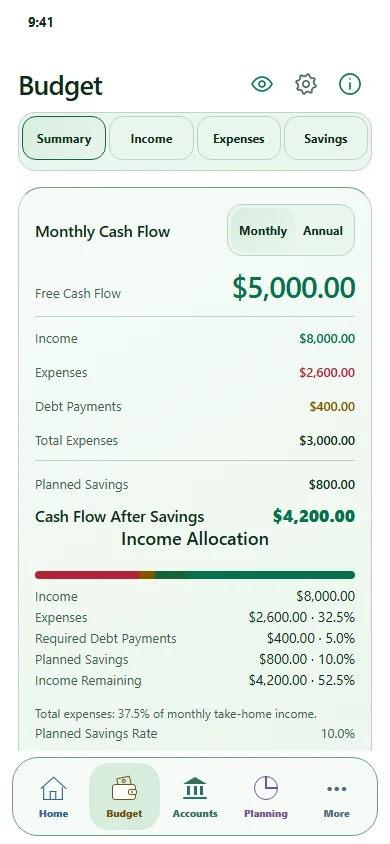 9:41
Budget
Summary Income Expenses Savings
Monthly Cash Flow Monthly Annual
Free Cash Flow $5,000.00
Income $8,000.00
Expenses $2,600.00
Debt Payments $400.00
Total Expenses $3,000.00
Planned Savings $800.00
Cash Flow After Savings $4,200.00
Income Allocation
Income $8,000.00
Expenses $2,600.00 · 32.5%
Required Debt Payments $400.00 · 5.0%
Planned Savings $800.00 · 10.0%
Income Remaining $4,200.00 · 52.5%
Total expenses: 37.5% of monthly take-home income.
Planned Savings Rate 10.0%
Home Budget Accounts Planning More